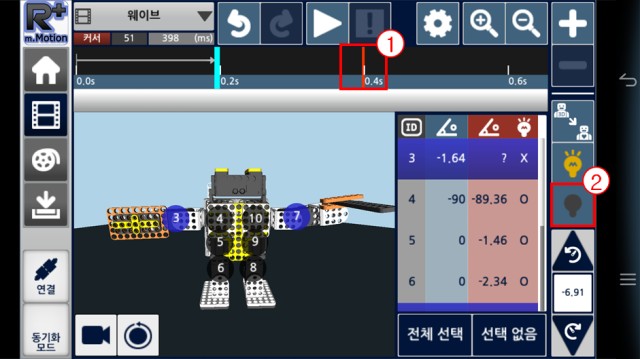 R+
m.Motion
웨이브
커서 51 398 (ms)
1
0.0s 0.2s 0.4s 0.6s
ID
3 -1.64 ? X
4 -90 -89.36 O
5 0 -1.46 O
6 0 -2.34 O
2
3 4 10 7
5 9
6 8
-6.91
연결
동기화
모드
전체 선택 선택 없음